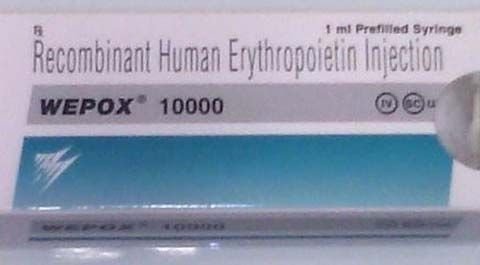 ℞ 1 ml Prefilled Syringe
Recombinant Human Erythropoietin Injection
WEPOX® 10000 IV SC
WEPOX® 10000